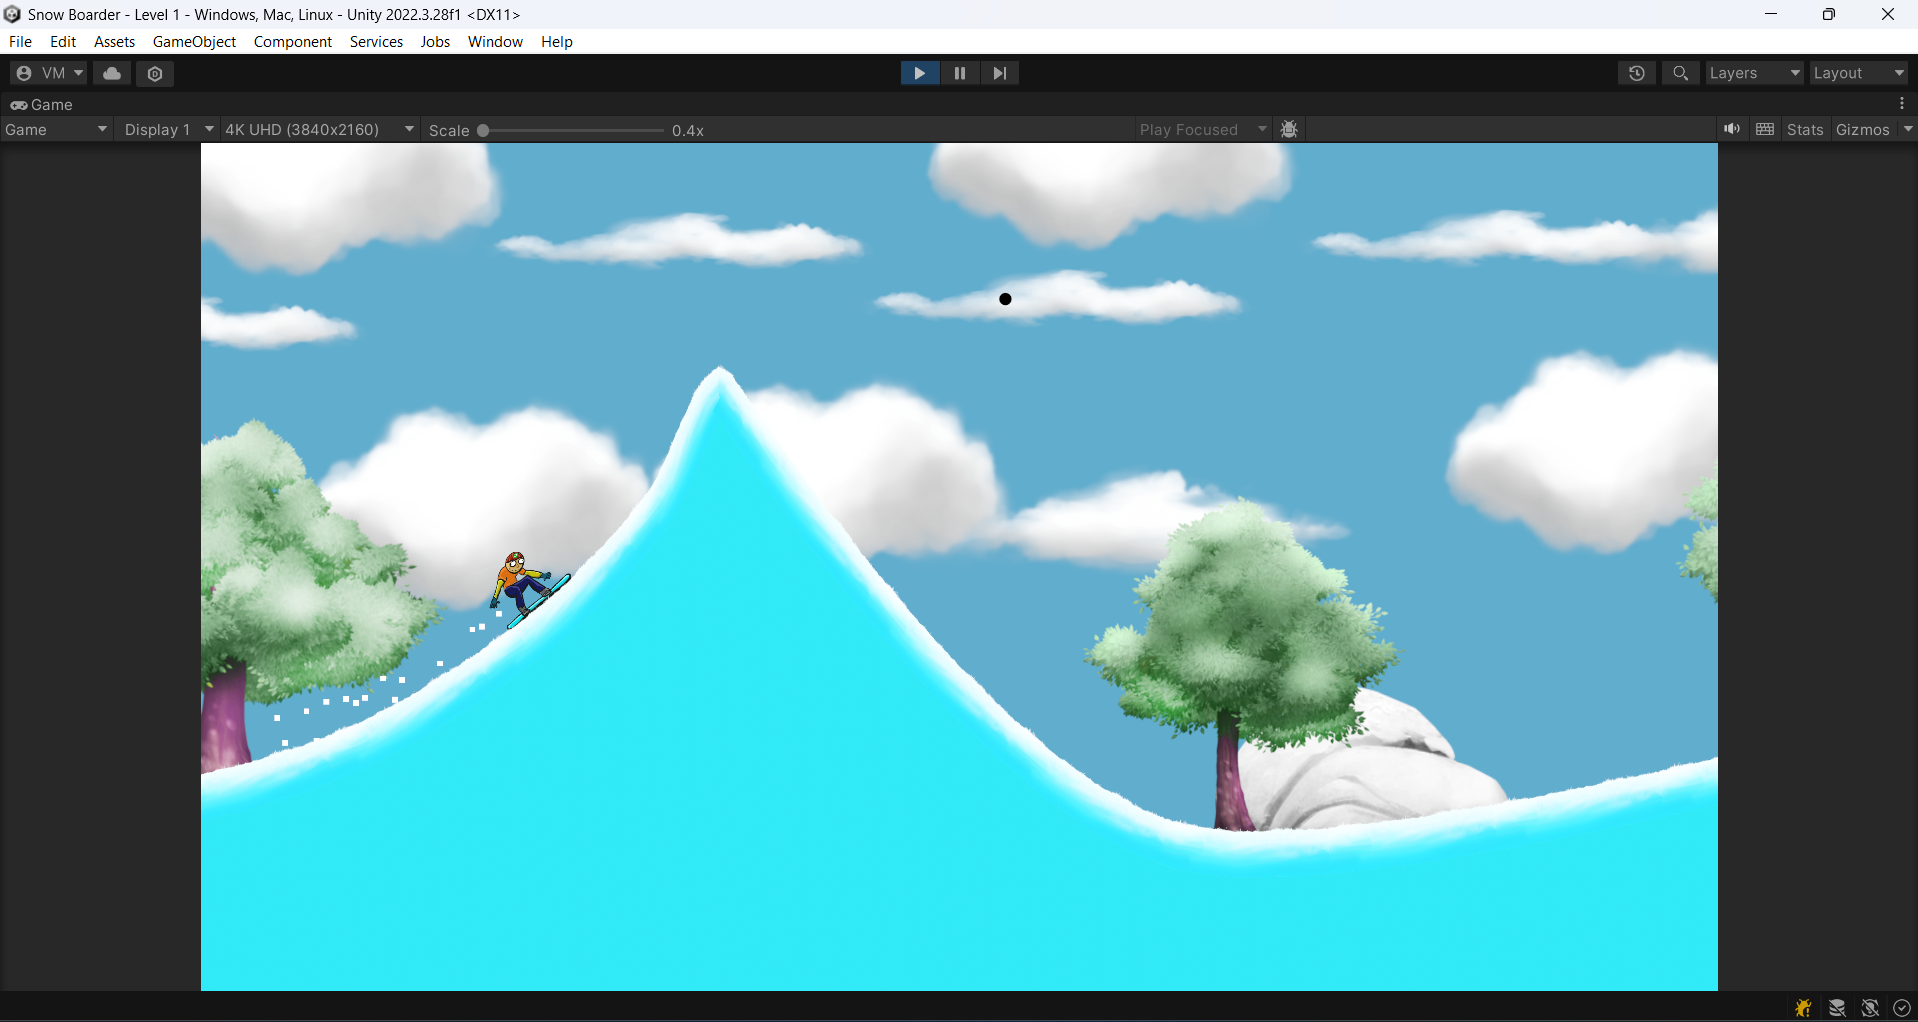 Snow Boarder - Level 1 - Windows, Mac, Linux - Unity 2022.3.28f1 <DX11>
File Edit Assets GameObject Component Services Jobs Window Help
VM Layers Layout
Game
Game Display 1 4K UHD (3840x2160) Scale 0.4x Play Focused Stats Gizmos